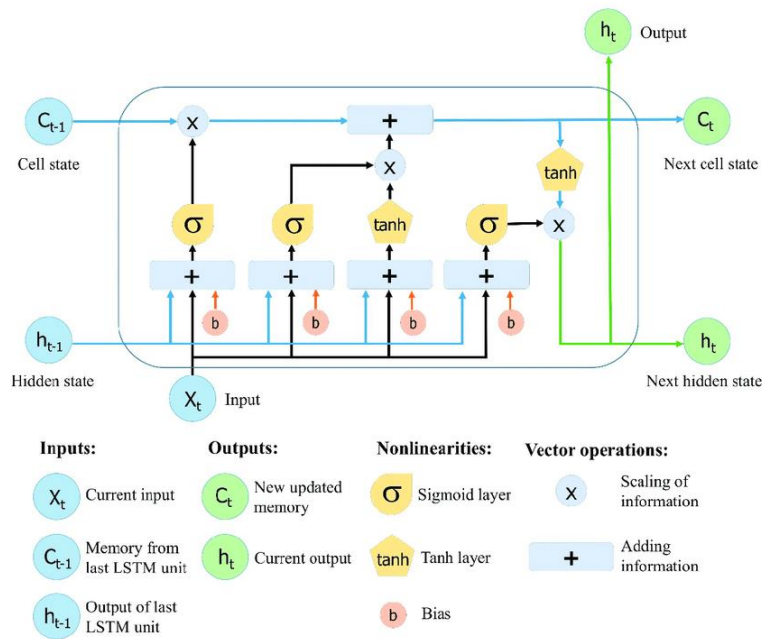 hₜ
Output
Cₜ₋₁
x
+
Cₜ
Cell state
x
tanh
Next cell state
σ
σ
tanh
σ
x
+
+
+
+
b
b
b
b
hₜ₋₁
hₜ
Hidden state
Next hidden state
Xₜ
Input
Inputs:
Outputs:
Nonlinearities:
Vector operations:
Xₜ
Current input
Cₜ
New updated
memory
σ
Sigmoid layer
x
Scaling of
information
Cₜ₋₁
Memory from
last LSTM unit
hₜ
Current output
tanh
Tanh layer
+
Adding
information
hₜ₋₁
Output of last
LSTM unit
b
Bias